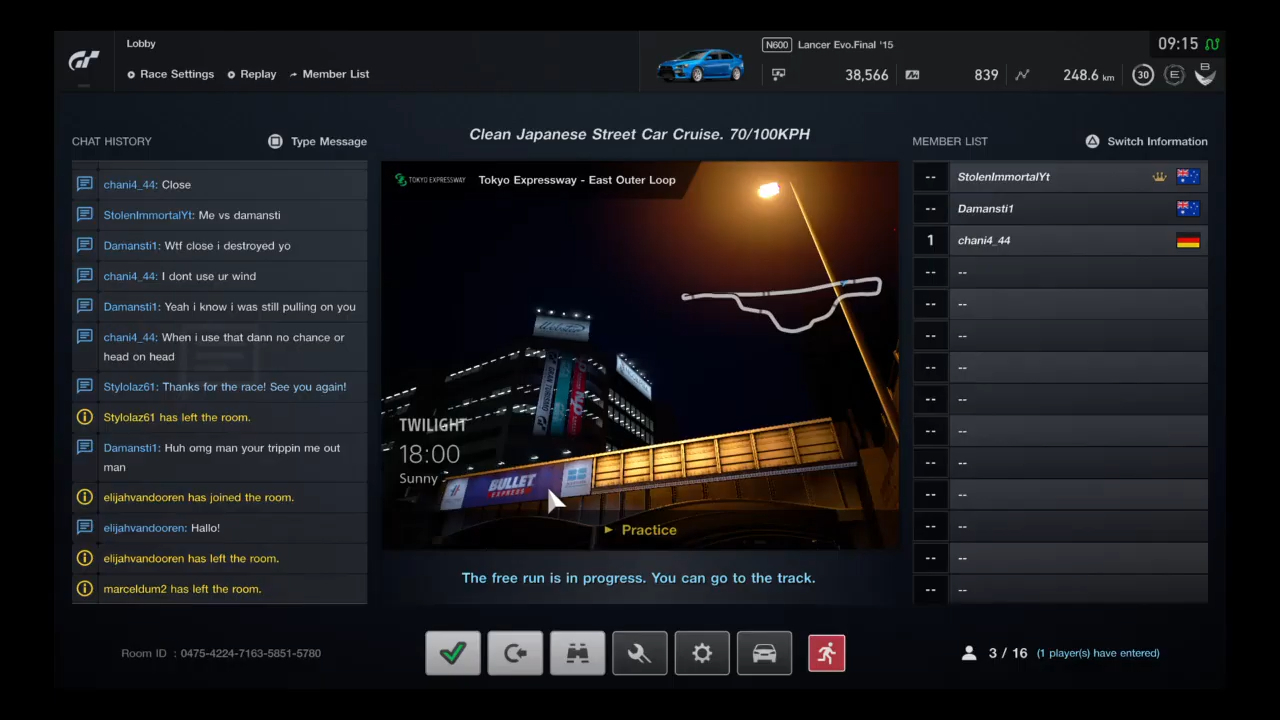 Lobby
Race Settings Replay Member List
N600 Lancer Evo.Final '15
38,566 839 248.6 km 30 E B
09:15
CHAT HISTORY Type Message
chani4_44: Close
StolenImmortalYt: Me vs damansti
Damansti1: Wtf close i destroyed yo
chani4_44: I dont use ur wind
Damansti1: Yeah i know i was still pulling on you
chani4_44: When i use that dann no chance or
head on head
Stylolaz61: Thanks for the race! See you again!
Stylolaz61 has left the room.
Damansti1: Huh omg man your trippin me out
man
elijahvandooren has joined the room.
elijahvandooren: Hallo!
elijahvandooren has left the room.
marceldum2 has left the room.
Room ID : 0475-4224-7163-5851-5780
Clean Japanese Street Car Cruise. 70/100KPH
TOKYO EXPRESSWAY Tokyo Expressway - East Outer Loop
TWILIGHT
18:00
Sunny
BULLET
EXPRESS
Practice
The free run is in progress. You can go to the track.
MEMBER LIST Switch Information
-- StolenImmortalYt
-- Damansti1
1 chani4_44
-- --
-- --
-- --
-- --
-- --
-- --
-- --
-- --
-- --
-- --
-- --
3 / 16 (1 player(s) have entered)